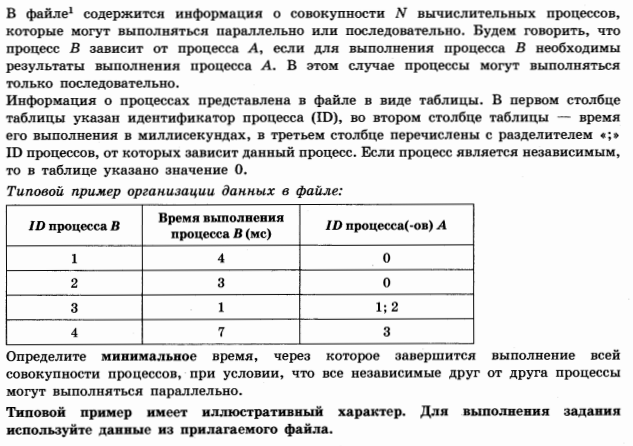 В файле¹ содержится информация о совокупности N вычислительных процессов,
которые могут выполняться параллельно или последовательно. Будем говорить, что
процесс B зависит от процесса A, если для выполнения процесса B необходимы
результаты выполнения процесса A. В этом случае процессы могут выполняться
только последовательно.
Информация о процессах представлена в файле в виде таблицы. В первом столбце
таблицы указан идентификатор процесса (ID), во втором столбце таблицы — время
его выполнения в миллисекундах, в третьем столбце перечислены с разделителем «;»
ID процессов, от которых зависит данный процесс. Если процесс является независимым,
то в таблице указано значение 0.
Типовой пример организации данных в файле:
ID процесса B | Время выполнения процесса B (мс) | ID процесса(-ов) A
1 | 4 | 0
2 | 3 | 0
3 | 1 | 1; 2
4 | 7 | 3
Определите минимальное время, через которое завершится выполнение всей
совокупности процессов, при условии, что все независимые друг от друга процессы
могут выполняться параллельно.
Типовой пример имеет иллюстративный характер. Для выполнения задания
используйте данные из прилагаемого файла.